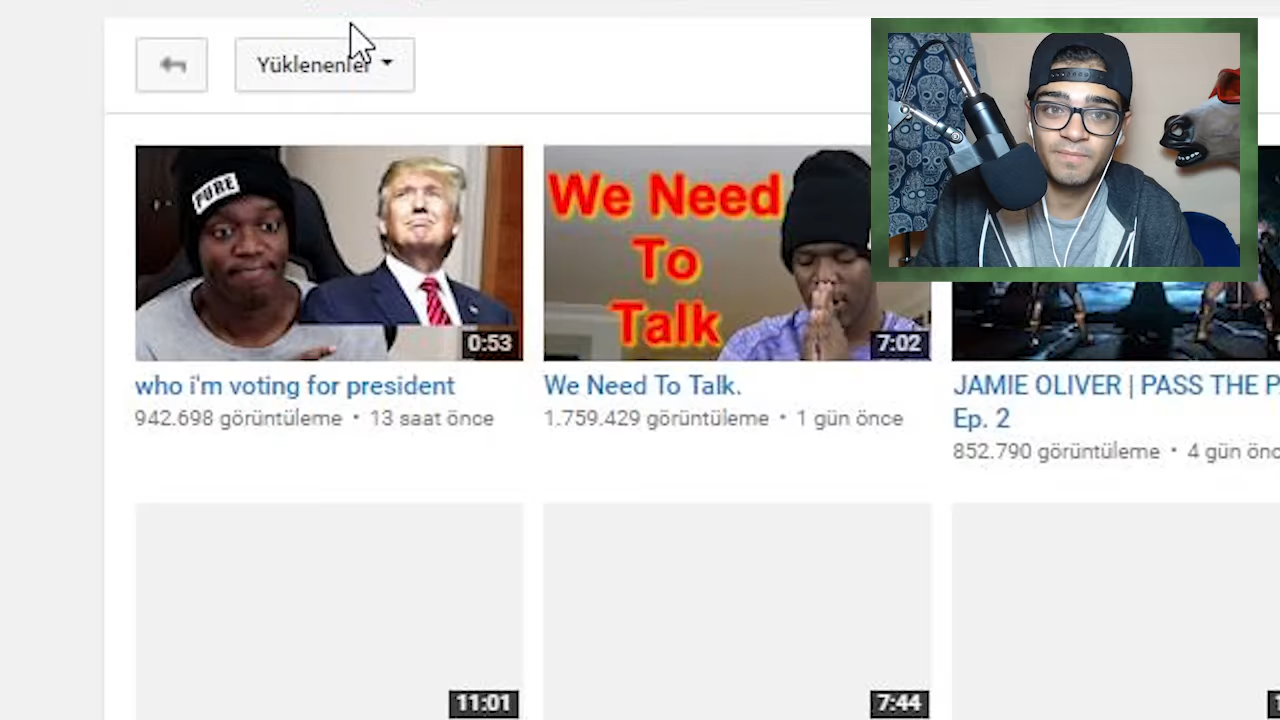 Yüklenenler
PURE
We Need
To
Talk
0:53
7:02
who i'm voting for president
We Need To Talk.
JAMIE OLIVER | PASS THE P
Ep. 2
942.698 görüntüleme • 13 saat önce
1.759.429 görüntüleme • 1 gün önce
852.790 görüntüleme • 4 gün önc
11:01
7:44